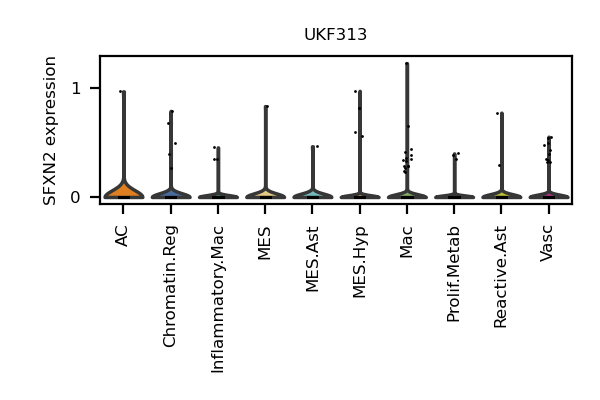 UKF313
SFXN2 expression
1
0
AC
Chromatin.Reg
Inflammatory.Mac
MES
MES.Ast
MES.Hyp
Mac
Prolif.Metab
Reactive.Ast
Vasc